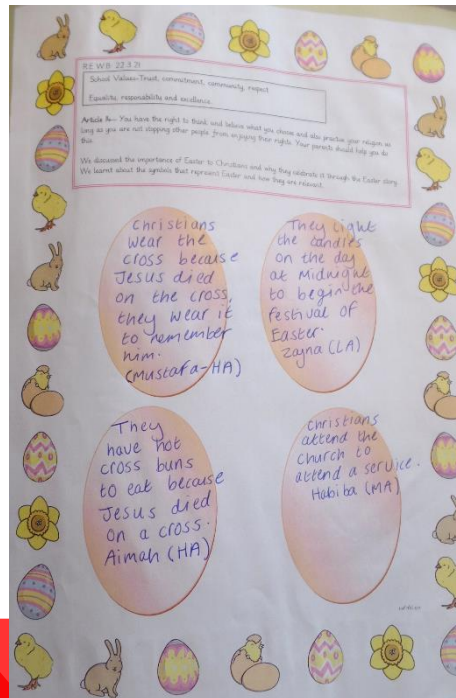 R.E W.B. 22.3.21
School Values-Trust, commitment, community, respect
Equality, responsibility and excellence.
Article 14- You have the right to think and believe what you choose and also practise your religion as
long as you are not stopping other people from enjoying their rights. Your parents should help you do
this.
We discussed the importance of Easter to Christians and why they celebrate it through the Easter story.
We learnt about the symbols that represent Easter and how they are relevant.
Christians
wear the
cross because
Jesus died
on the cross,
they wear it
to remember
him.
(Mustafa-HA)
They light
the candles
on the day
at Midnight
to begin the
festival of
Easter.
Zayna (LA)
They
have hot
cross buns
to eat because
Jesus died
on a cross.
Aimah (HA)
Christians
attend the
church to
attend a service.
Habiba (MA)